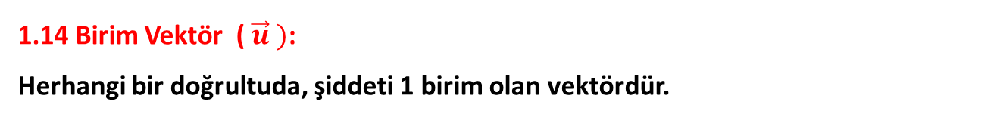 1.14 Birim Vektör ( u⃗ ):
Herhangi bir doğrultuda, şiddeti 1 birim olan vektördür.